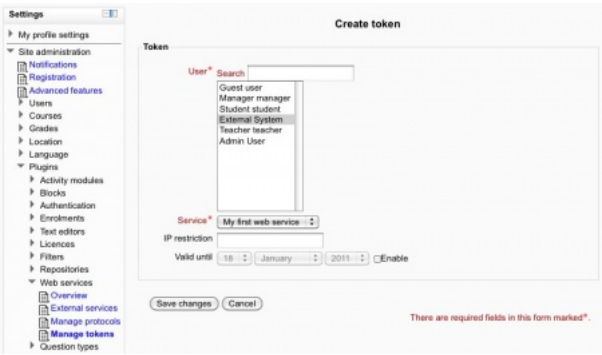 Settings
My profile settings
Site administration
Notifications
Registration
Advanced features
Users
Courses
Grades
Location
Language
Plugins
Activity modules
Blocks
Authentication
Enrolments
Text editors
Licences
Filters
Repositories
Web services
Overview
External services
Manage protocols
Manage tokens
Question types
Create token
Token
User* Search
Guest user
Manager manager
Student student
External System
Teacher teacher
Admin User
Service* My first web service
IP restriction
Valid until 18 January 2011 Enable
Save changes Cancel
There are required fields in this form marked*.